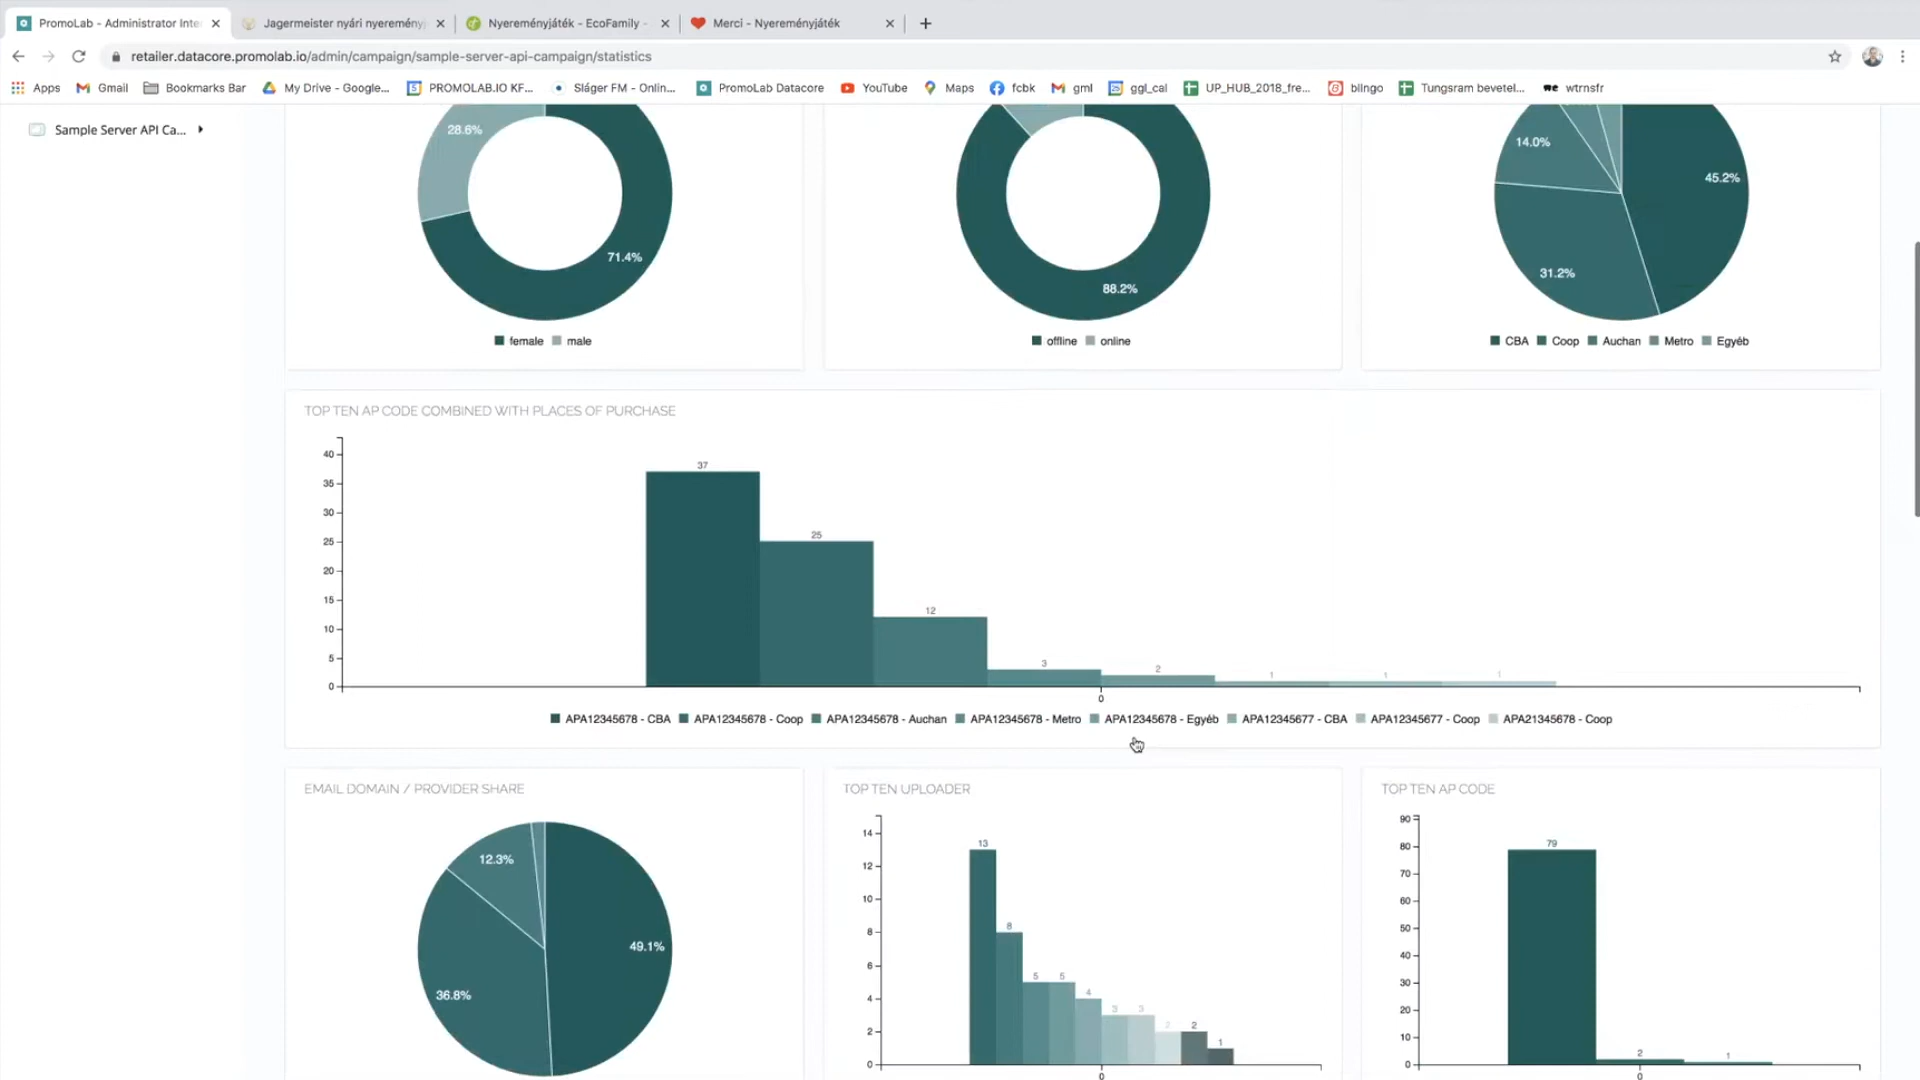 PromoLab - Administrator Inte
Jagermeister nyári nyeremény
Nyereményjáték - EcoFamily -
Merci - Nyereményjáték
retailer.datacore.promolab.io/admin/campaign/sample-server-api-campaign/statistics
Apps
Gmail
Bookmarks Bar
My Drive - Google...
PROMOLAB.IO KF...
Sláger FM - Onlin...
PromoLab Datacore
YouTube
Maps
fcbk
gml
ggl_cal
UP_HUB_2018_fre...
blingo
Tungsram bevetel...
we wtrnsfr
Sample Server API Ca...
28.6%
71.4%
female male
88.2%
offline online
14.0%
45.2%
31.2%
CBA Coop Auchan Metro Egyéb
TOP TEN AP CODE COMBINED WITH PLACES OF PURCHASE
40
35
30
25
20
15
10
5
0
37
25
12
3
2
1
1
1
0
APA12345678 - CBA APA12345678 - Coop APA12345678 - Auchan APA12345678 - Metro APA12345678 - Egyéb APA12345677 - CBA APA12345677 - Coop APA21345678 - Coop
EMAIL DOMAIN / PROVIDER SHARE
12.3%
49.1%
36.8%
TOP TEN UPLOADER
14
12
10
8
6
4
2
0
13
8
5
5
4
3
3
2
2
1
0
TOP TEN AP CODE
90
80
70
60
50
40
30
20
10
0
79
2
1
0